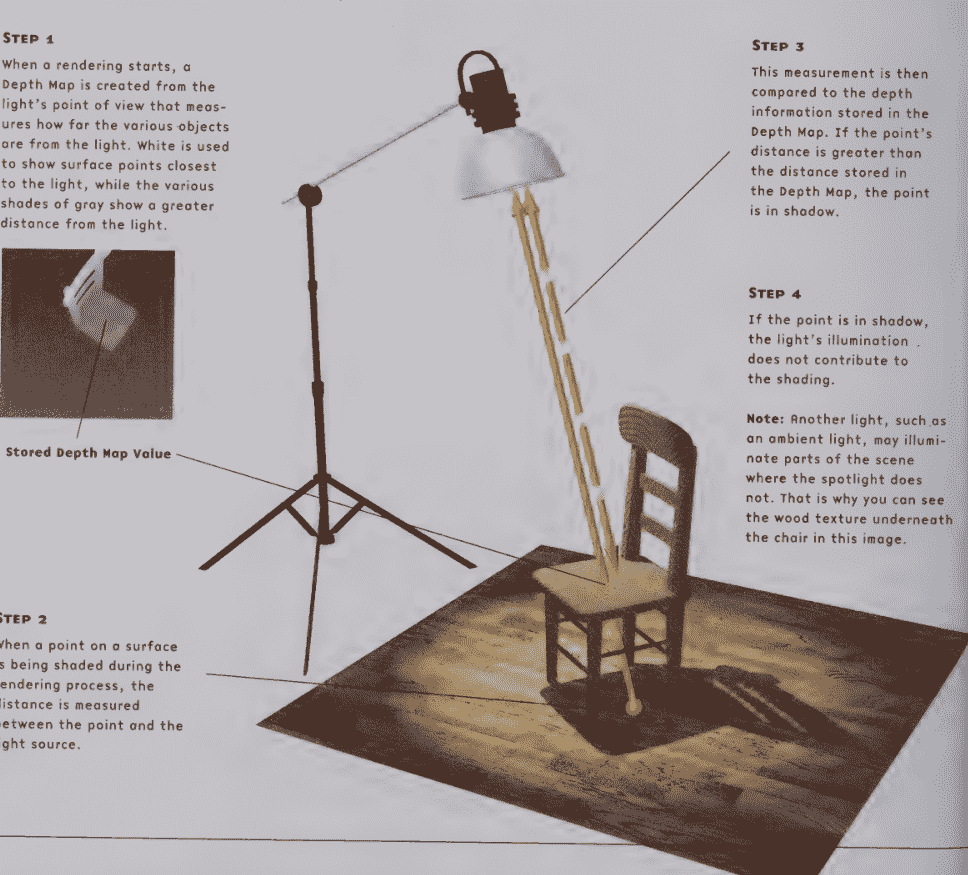 STEP 1
When a rendering starts, a
Depth Map is created from the
light's point of view that meas-
ures how far the various objects
are from the light. White is used
to show surface points closest
to the light, while the various
shades of gray show a greater
distance from the light.
Stored Depth Map Value
STEP 2
When a point on a surface
s being shaded during the
endering process, the
istance is measured
etween the point and the
ght source.
STEP 3
This measurement is then
compared to the depth
information stored in the
Depth Map. If the point's
distance is greater than
the distance stored in
the Depth Map, the point
is in shadow.
STEP 4
If the point is in shadow,
the light's illumination
does not contribute to
the shading.
Note: Another light, such as
an ambient light, may illumi-
nate parts of the scene
where the spotlight does
not. That is why you can see
the wood texture underneath
the chair in this image.